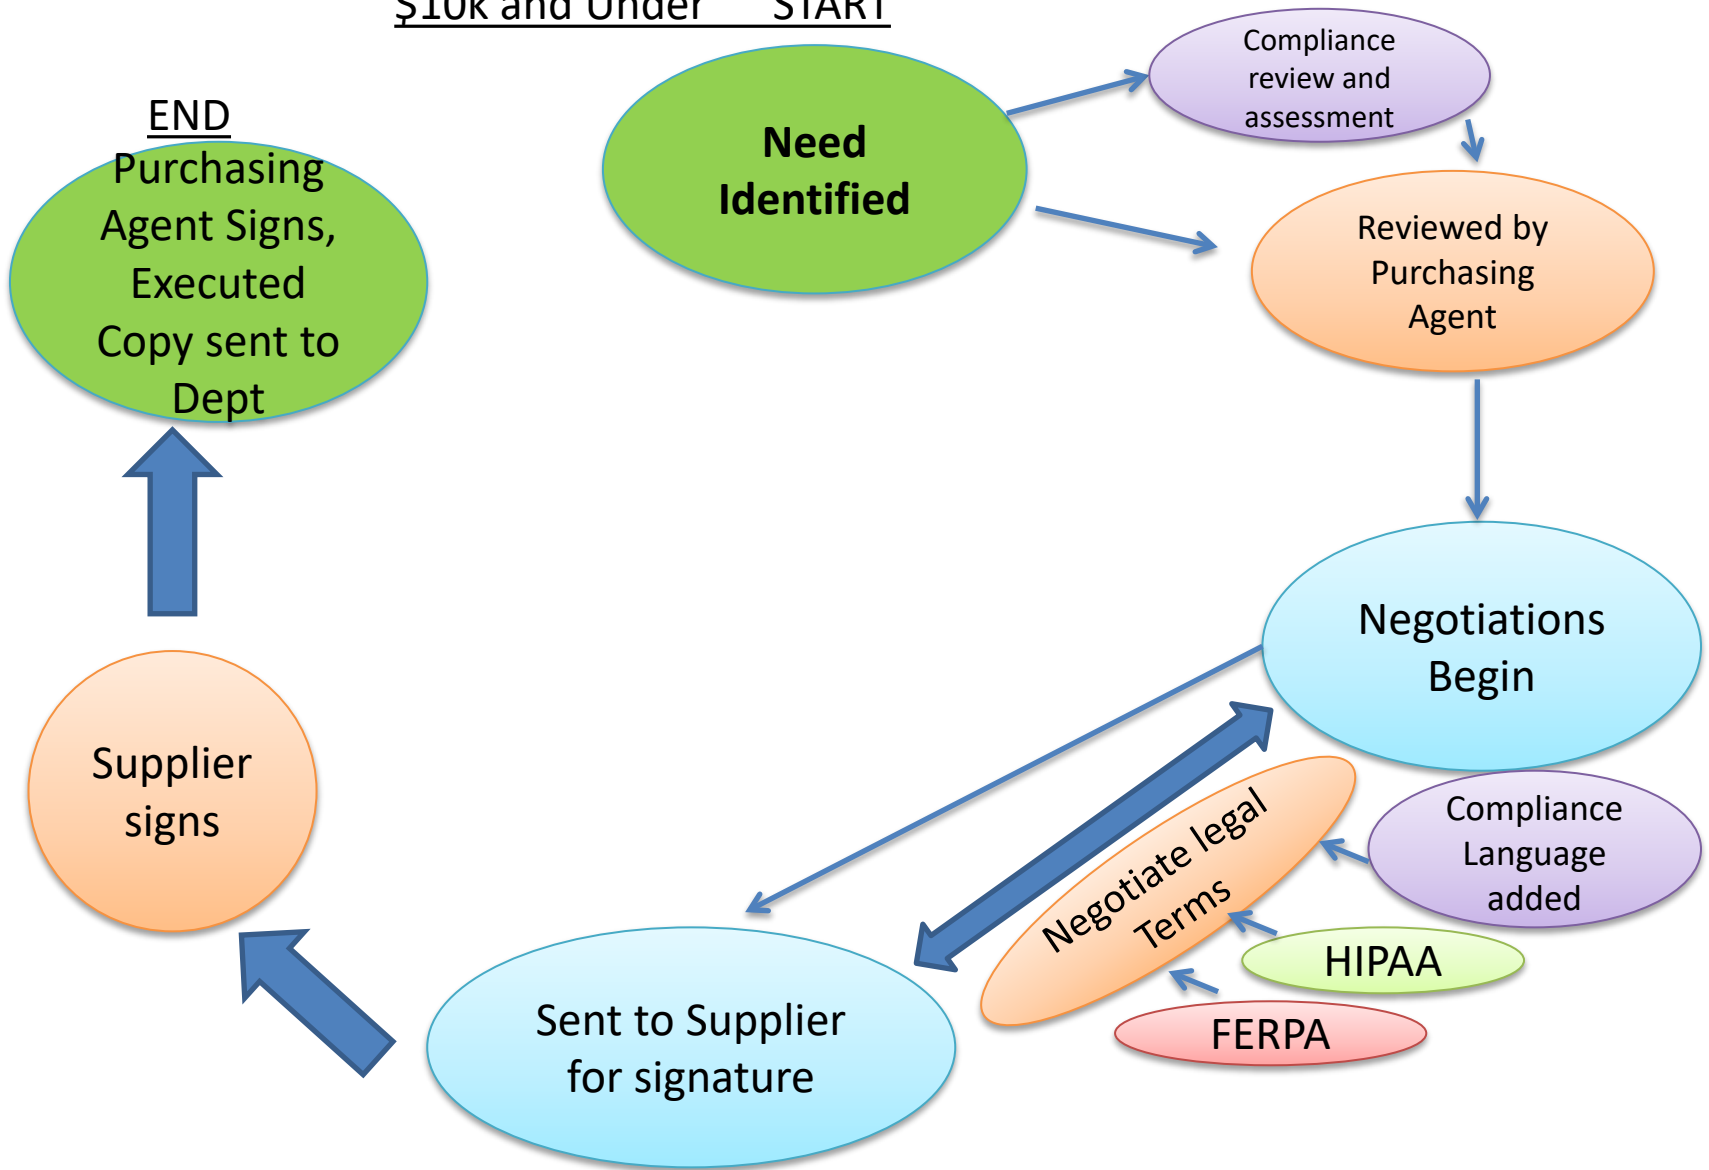 $10k and Under START
Need
Identified
Compliance
review and
assessment
Reviewed by
Purchasing
Agent
Negotiations
Begin
Compliance
Language
added
HIPAA
FERPA
Negotiate legal
Terms
Sent to Supplier
for signature
Supplier
signs
END
Purchasing
Agent Signs,
Executed
Copy sent to
Dept